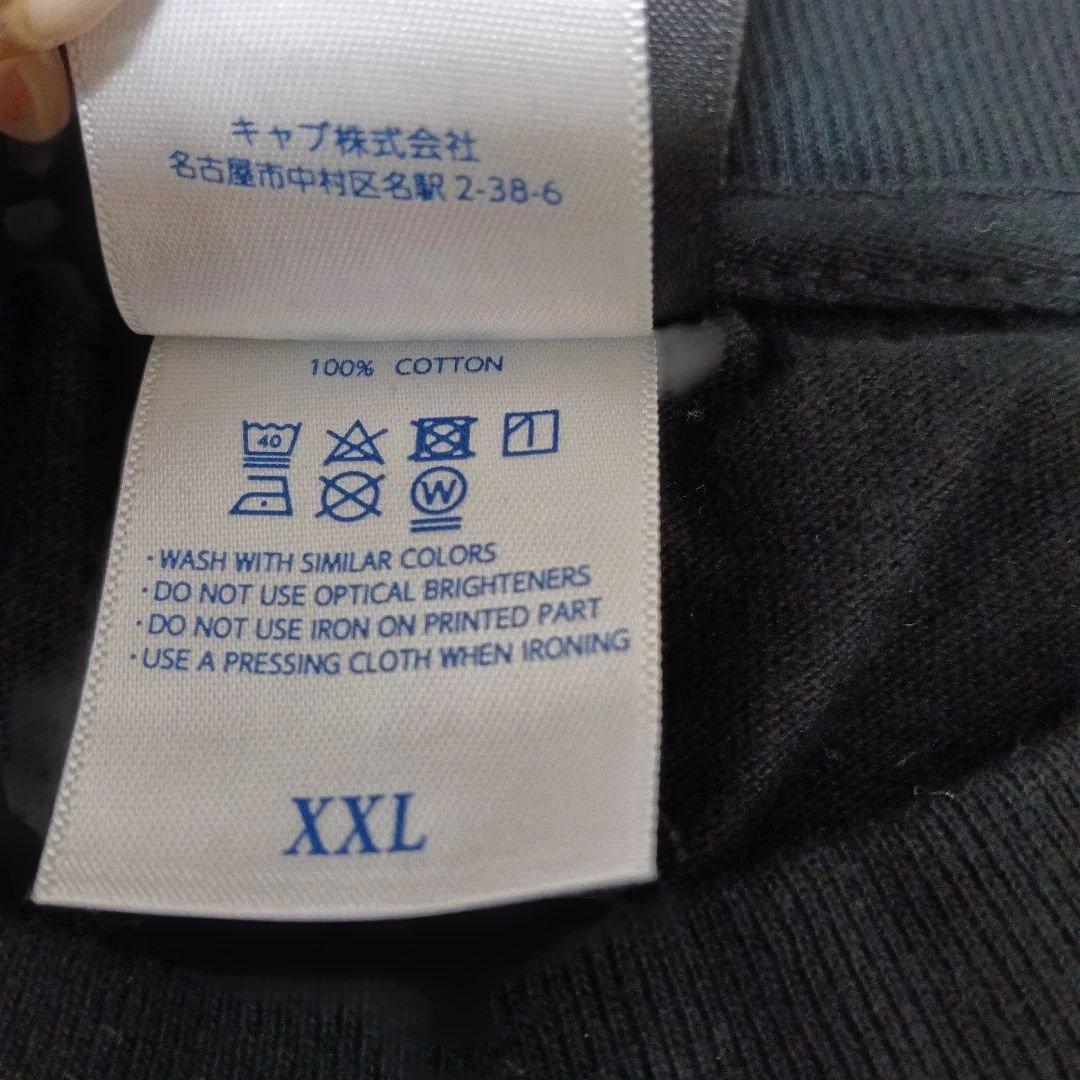 キャブ株式会社
名古屋市中村区名駅2-38-6
100% COTTON
40
W
・WASH WITH SIMILAR COLORS
・DO NOT USE OPTICAL BRIGHTENERS
・DO NOT USE IRON ON PRINTED PART
・USE A PRESSING CLOTH WHEN IRONING
XXL